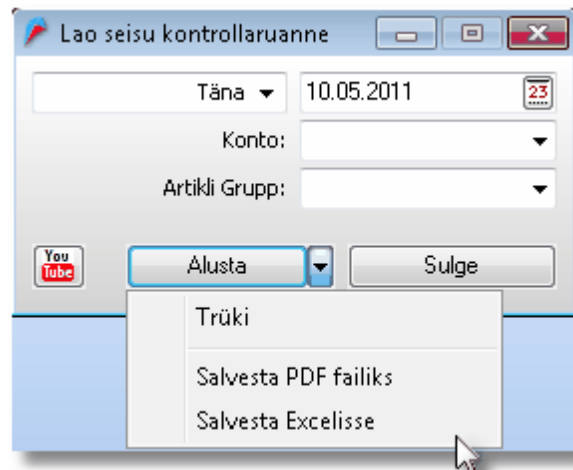 Lao seisu kontrollaruanne
Täna 10.05.2011 23
Konto:
Artikli Grupp:
You Tube Alusta Sulge
Trüki
Salvesta PDF failiks
Salvesta Excelisse